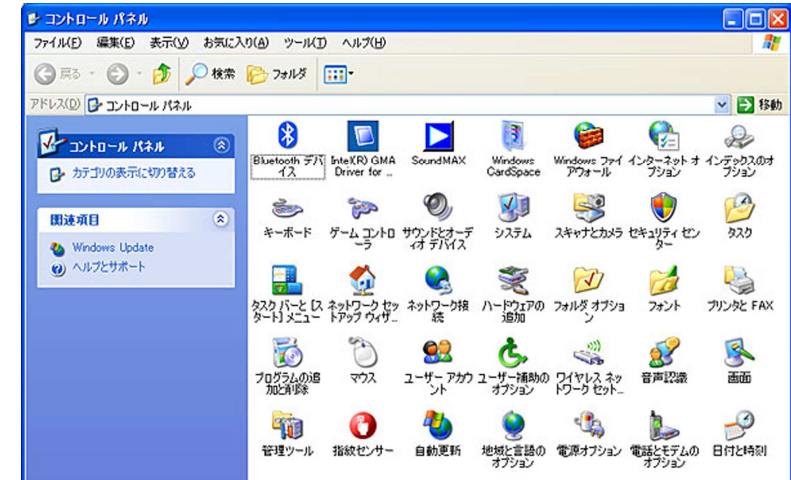 コントロール パネル
ファイル(F) 編集(E) 表示(V) お気に入り(A) ツール(T) ヘルプ(H)
戻る 検索 フォルダ
アドレス(D) コントロール パネル 移動
コントロール パネル
カテゴリの表示に切り替える
関連項目
Windows Update
ヘルプとサポート
Bluetooth デバ
イス
Intel(R) GMA
Driver for ...
SoundMAX
Windows
CardSpace
Windows ファイ
アウォール
インターネット オ
プション
インデックスのオ
プション
キーボード
ゲーム コントロ
ーラ
サウンドとオーデ
ィオ デバイス
システム
スキャナとカメラ
セキュリティ セン
ター
タスク
タスク バーと [ス
タート] メニュー
ネットワーク セッ
トアップ ウィザ...
ネットワーク接
続
ハードウェアの
追加
フォルダ オプショ
ン
フォント
プリンタと FAX
プログラムの追
加と削除
マウス
ユーザー アカウ
ント
ユーザー補助の
オプション
ワイヤレス ネッ
トワーク セット...
音声認識
画面
管理ツール
指紋センサー
自動更新
地域と言語の
オプション
電源オプション
電話とモデムの
オプション
日付と時刻